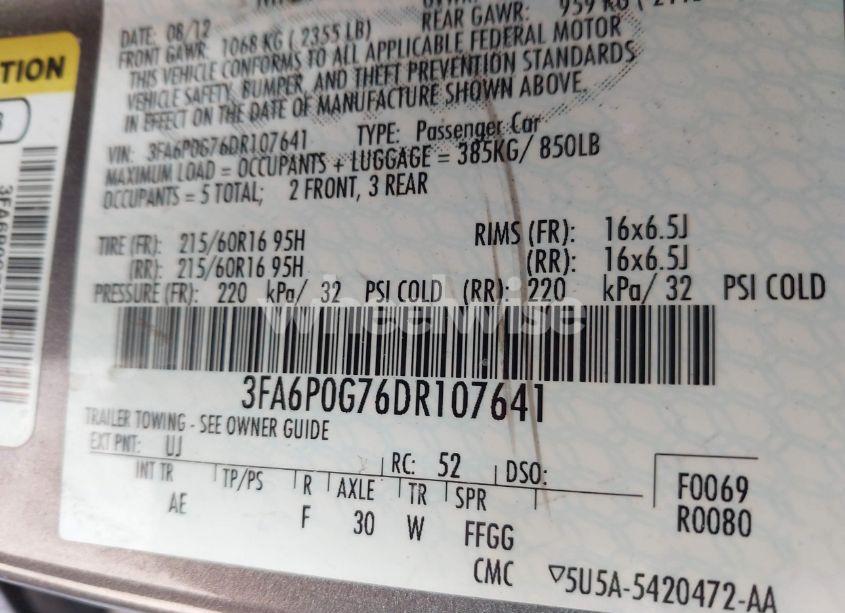 DATE: 08/12
REAR GAWR: 959 KG
FRONT GAWR: 1068 KG ( 2355 LB)
THIS VEHICLE CONFORMS TO ALL APPLICABLE FEDERAL MOTOR
VEHICLE SAFETY, BUMPER, AND THEFT PREVENTION STANDARDS
IN EFFECT ON THE DATE OF MANUFACTURE SHOWN ABOVE.
VIN: 3FA6P0G76DR107641 TYPE: Passenger Car
MAXIMUM LOAD = OCCUPANTS + LUGGAGE = 385KG/ 850LB
OCCUPANTS = 5 TOTAL; 2 FRONT, 3 REAR
TIRE (FR): 215/60R16 95H RIMS (FR): 16x6.5J
(RR): 215/60R16 95H (RR): 16x6.5J
PRESSURE (FR): 220 kPa/ 32 PSI COLD (RR): 220 kPa/ 32 PSI COLD
wheelwise
3FA6P0G76DR107641
TRAILER TOWING - SEE OWNER GUIDE
EXT PNT: UJ RC: 52 DSO:
INT TR TP/PS R AXLE TR SPR F0069
AE F 30 W FFGG R0080
CMC 5U5A-5420472-AA